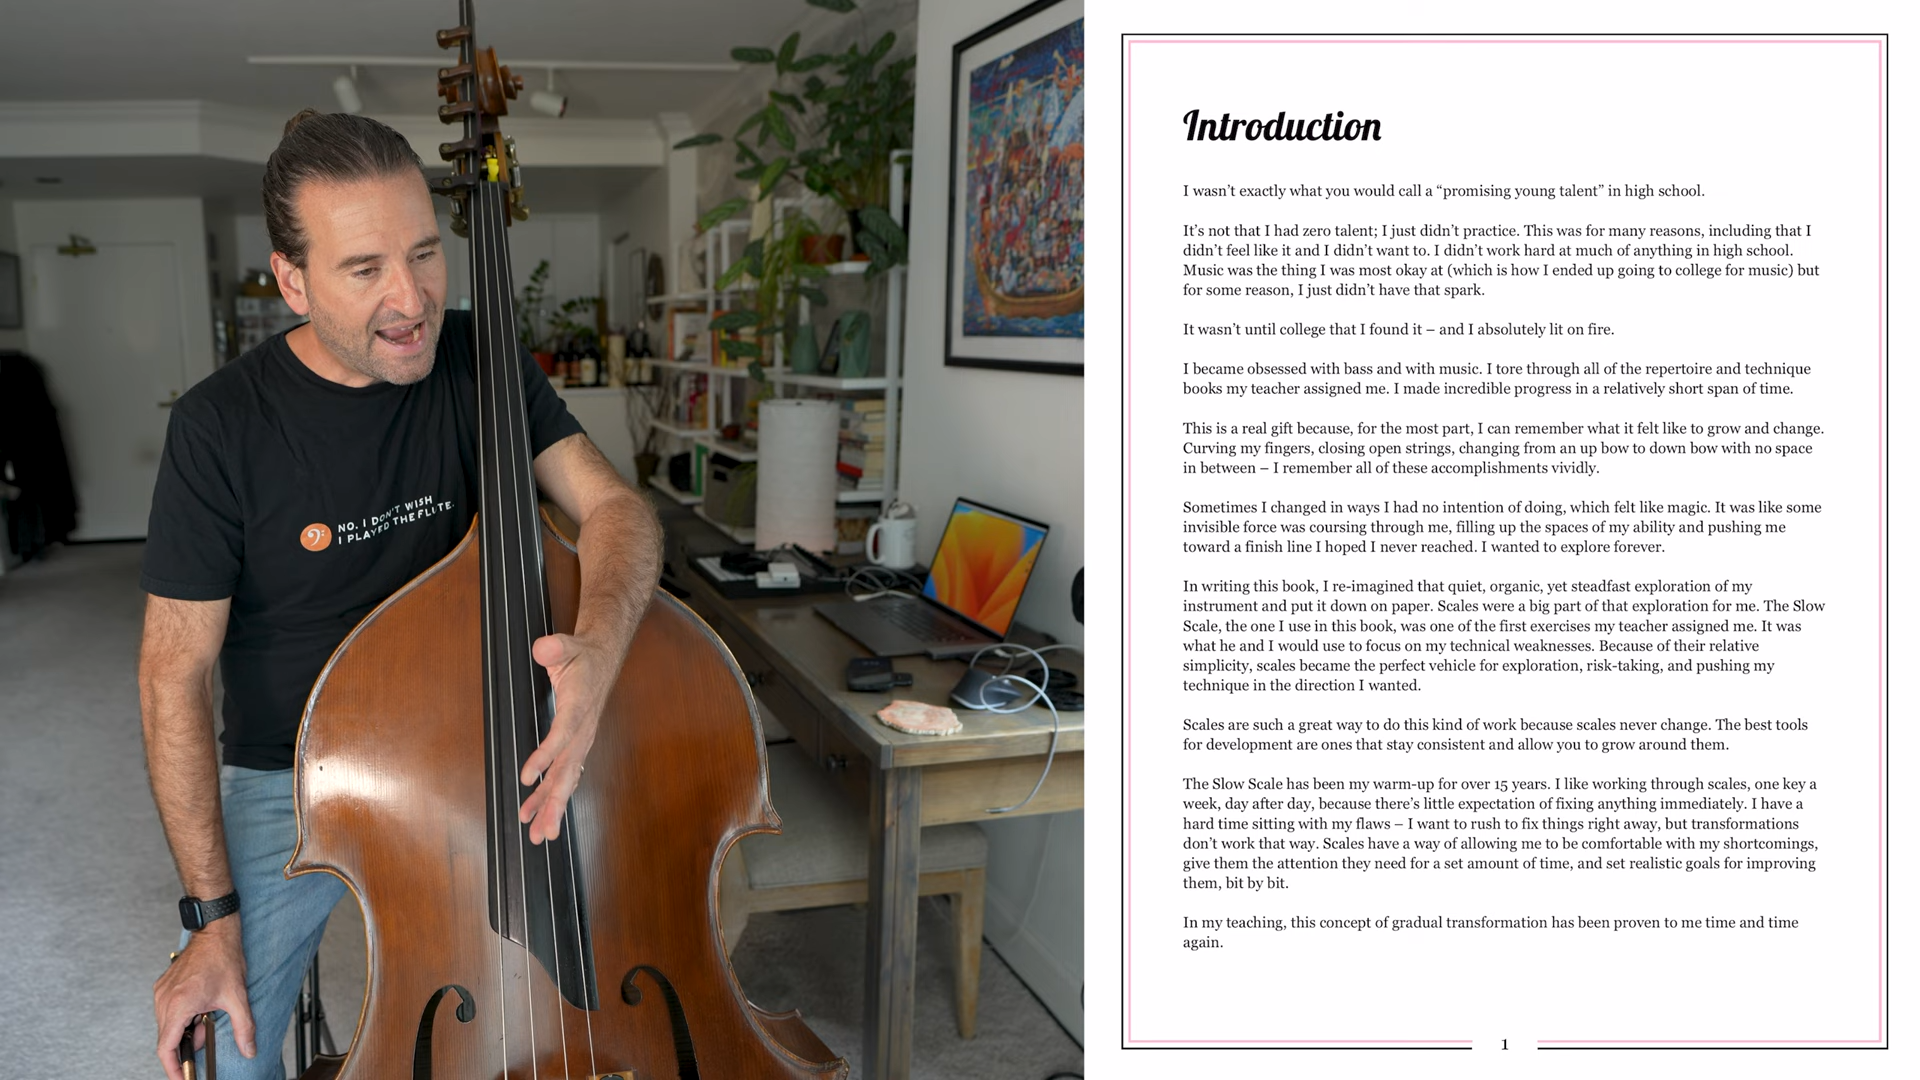 NO. I DON'T WISH
I PLAYED THE FLUTE.
Introduction
I wasn’t exactly what you would call a “promising young talent” in high school.
It’s not that I had zero talent; I just didn’t practice. This was for many reasons, including that I
didn’t feel like it and I didn’t want to. I didn’t work hard at much of anything in high school.
Music was the thing I was most okay at (which is how I ended up going to college for music) but
for some reason, I just didn’t have that spark.
It wasn’t until college that I found it – and I absolutely lit on fire.
I became obsessed with bass and with music. I tore through all of the repertoire and technique
books my teacher assigned me. I made incredible progress in a relatively short span of time.
This is a real gift because, for the most part, I can remember what it felt like to grow and change.
Curving my fingers, closing open strings, changing from an up bow to down bow with no space
in between – I remember all of these accomplishments vividly.
Sometimes I changed in ways I had no intention of doing, which felt like magic. It was like some
invisible force was coursing through me, filling up the spaces of my ability and pushing me
toward a finish line I hoped I never reached. I wanted to explore forever.
In writing this book, I re-imagined that quiet, organic, yet steadfast exploration of my
instrument and put it down on paper. Scales were a big part of that exploration for me. The Slow
Scale, the one I use in this book, was one of the first exercises my teacher assigned me. It was
what he and I would use to focus on my technical weaknesses. Because of their relative
simplicity, scales became the perfect vehicle for exploration, risk-taking, and pushing my
technique in the direction I wanted.
Scales are such a great way to do this kind of work because scales never change. The best tools
for development are ones that stay consistent and allow you to grow around them.
The Slow Scale has been my warm-up for over 15 years. I like working through scales, one key a
week, day after day, because there’s little expectation of fixing anything immediately. I have a
hard time sitting with my flaws – I want to rush to fix things right away, but transformations
don’t work that way. Scales have a way of allowing me to be comfortable with my shortcomings,
give them the attention they need for a set amount of time, and set realistic goals for improving
them, bit by bit.
In my teaching, this concept of gradual transformation has been proven to me time and time
again.
1